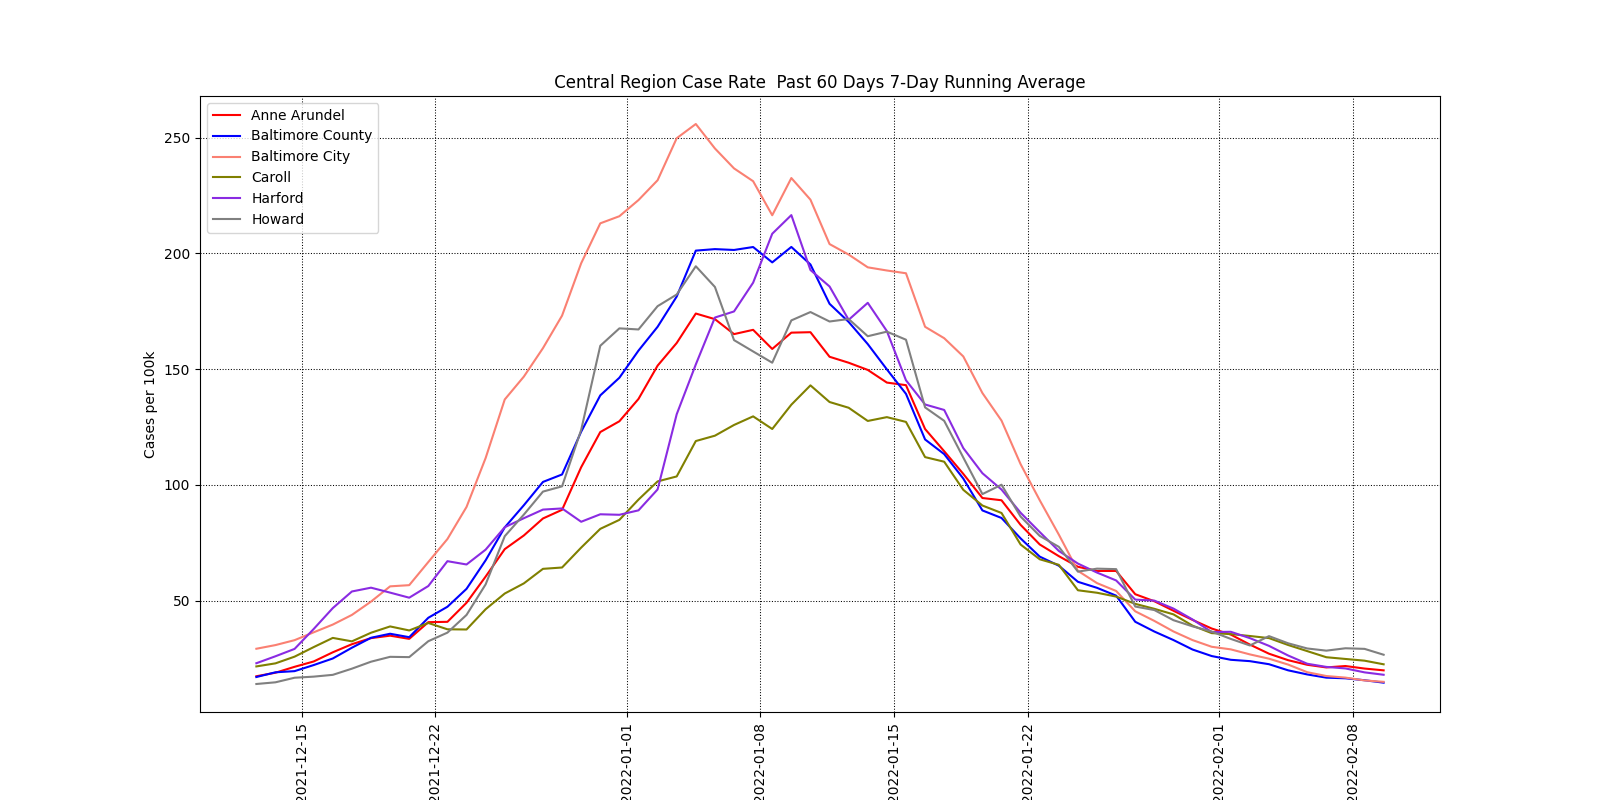 Central Region Case Rate  Past 60 Days 7-Day Running Average
Anne Arundel
Baltimore County
Baltimore City
Caroll
Harford
Howard
250
200
150
100
50
Cases per 100k
2021-12-15
2021-12-22
2022-01-01
2022-01-08
2022-01-15
2022-01-22
2022-02-01
2022-02-08